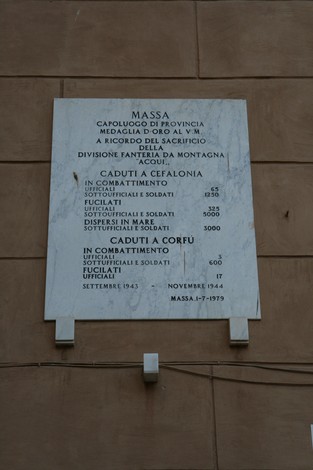 MASSA
CAPOLUOGO DI PROVINCIA
MEDAGLIA D'ORO AL V.M.
A RICORDO DEL SACRIFICIO
DELLA
DIVISIONE FANTERIA DA MONTAGNA
"ACQUI„
CADUTI A CEFALONIA
IN COMBATTIMENTO
UFFICIALI 65
SOTTOUFFICIALI E SOLDATI 1250
FUCILATI
UFFICIALI 325
SOTTOUFFICIALI E SOLDATI 5000
DISPERSI IN MARE
SOTTUFFICIALI E SOLDATI 3000
CADUTI A CORFÙ
IN COMBATTIMENTO
UFFICIALI 3
SOTTUFFICIALI E SOLDATI 600
FUCILATI
UFFICIALI 17
SETTEMBRE 1943 - NOVEMBRE 1944
MASSA, 1-7-1979